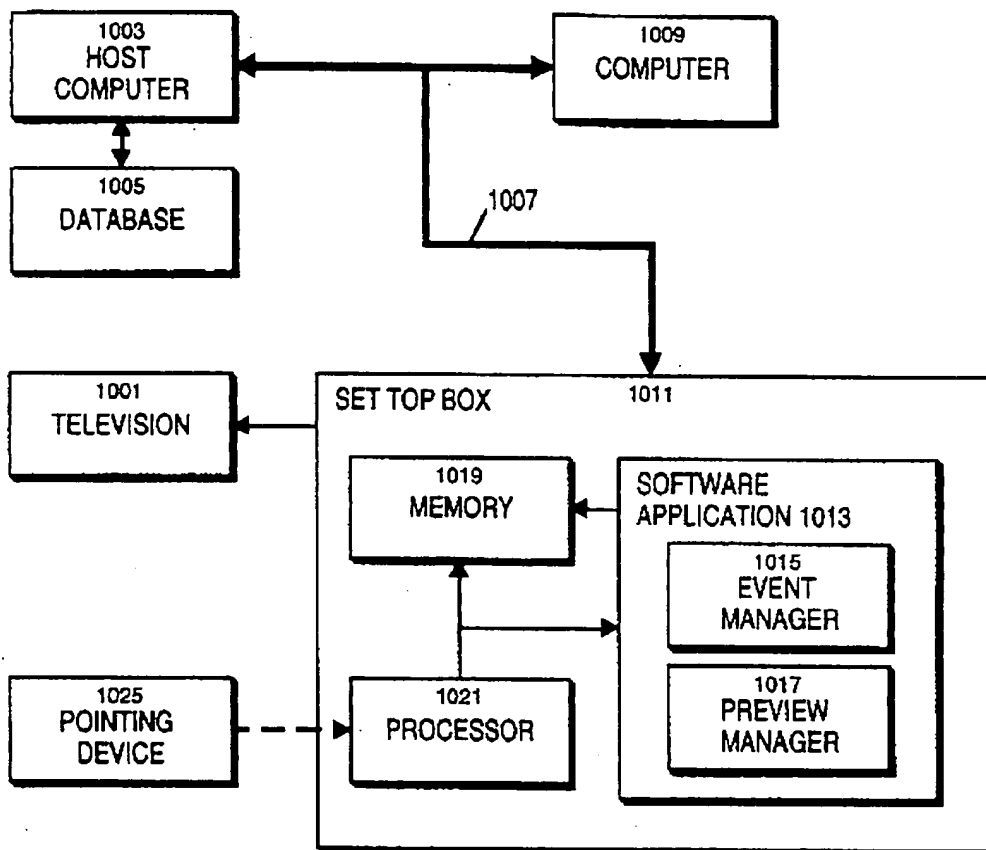 1003
HOST
COMPUTER
1009
COMPUTER
1005
DATABASE
1007
1001
TELEVISION
SET TOP BOX
1011
1019
MEMORY
SOFTWARE
APPLICATION 1013
1015
EVENT
MANAGER
1017
PREVIEW
MANAGER
1025
POINTING
DEVICE
1021
PROCESSOR